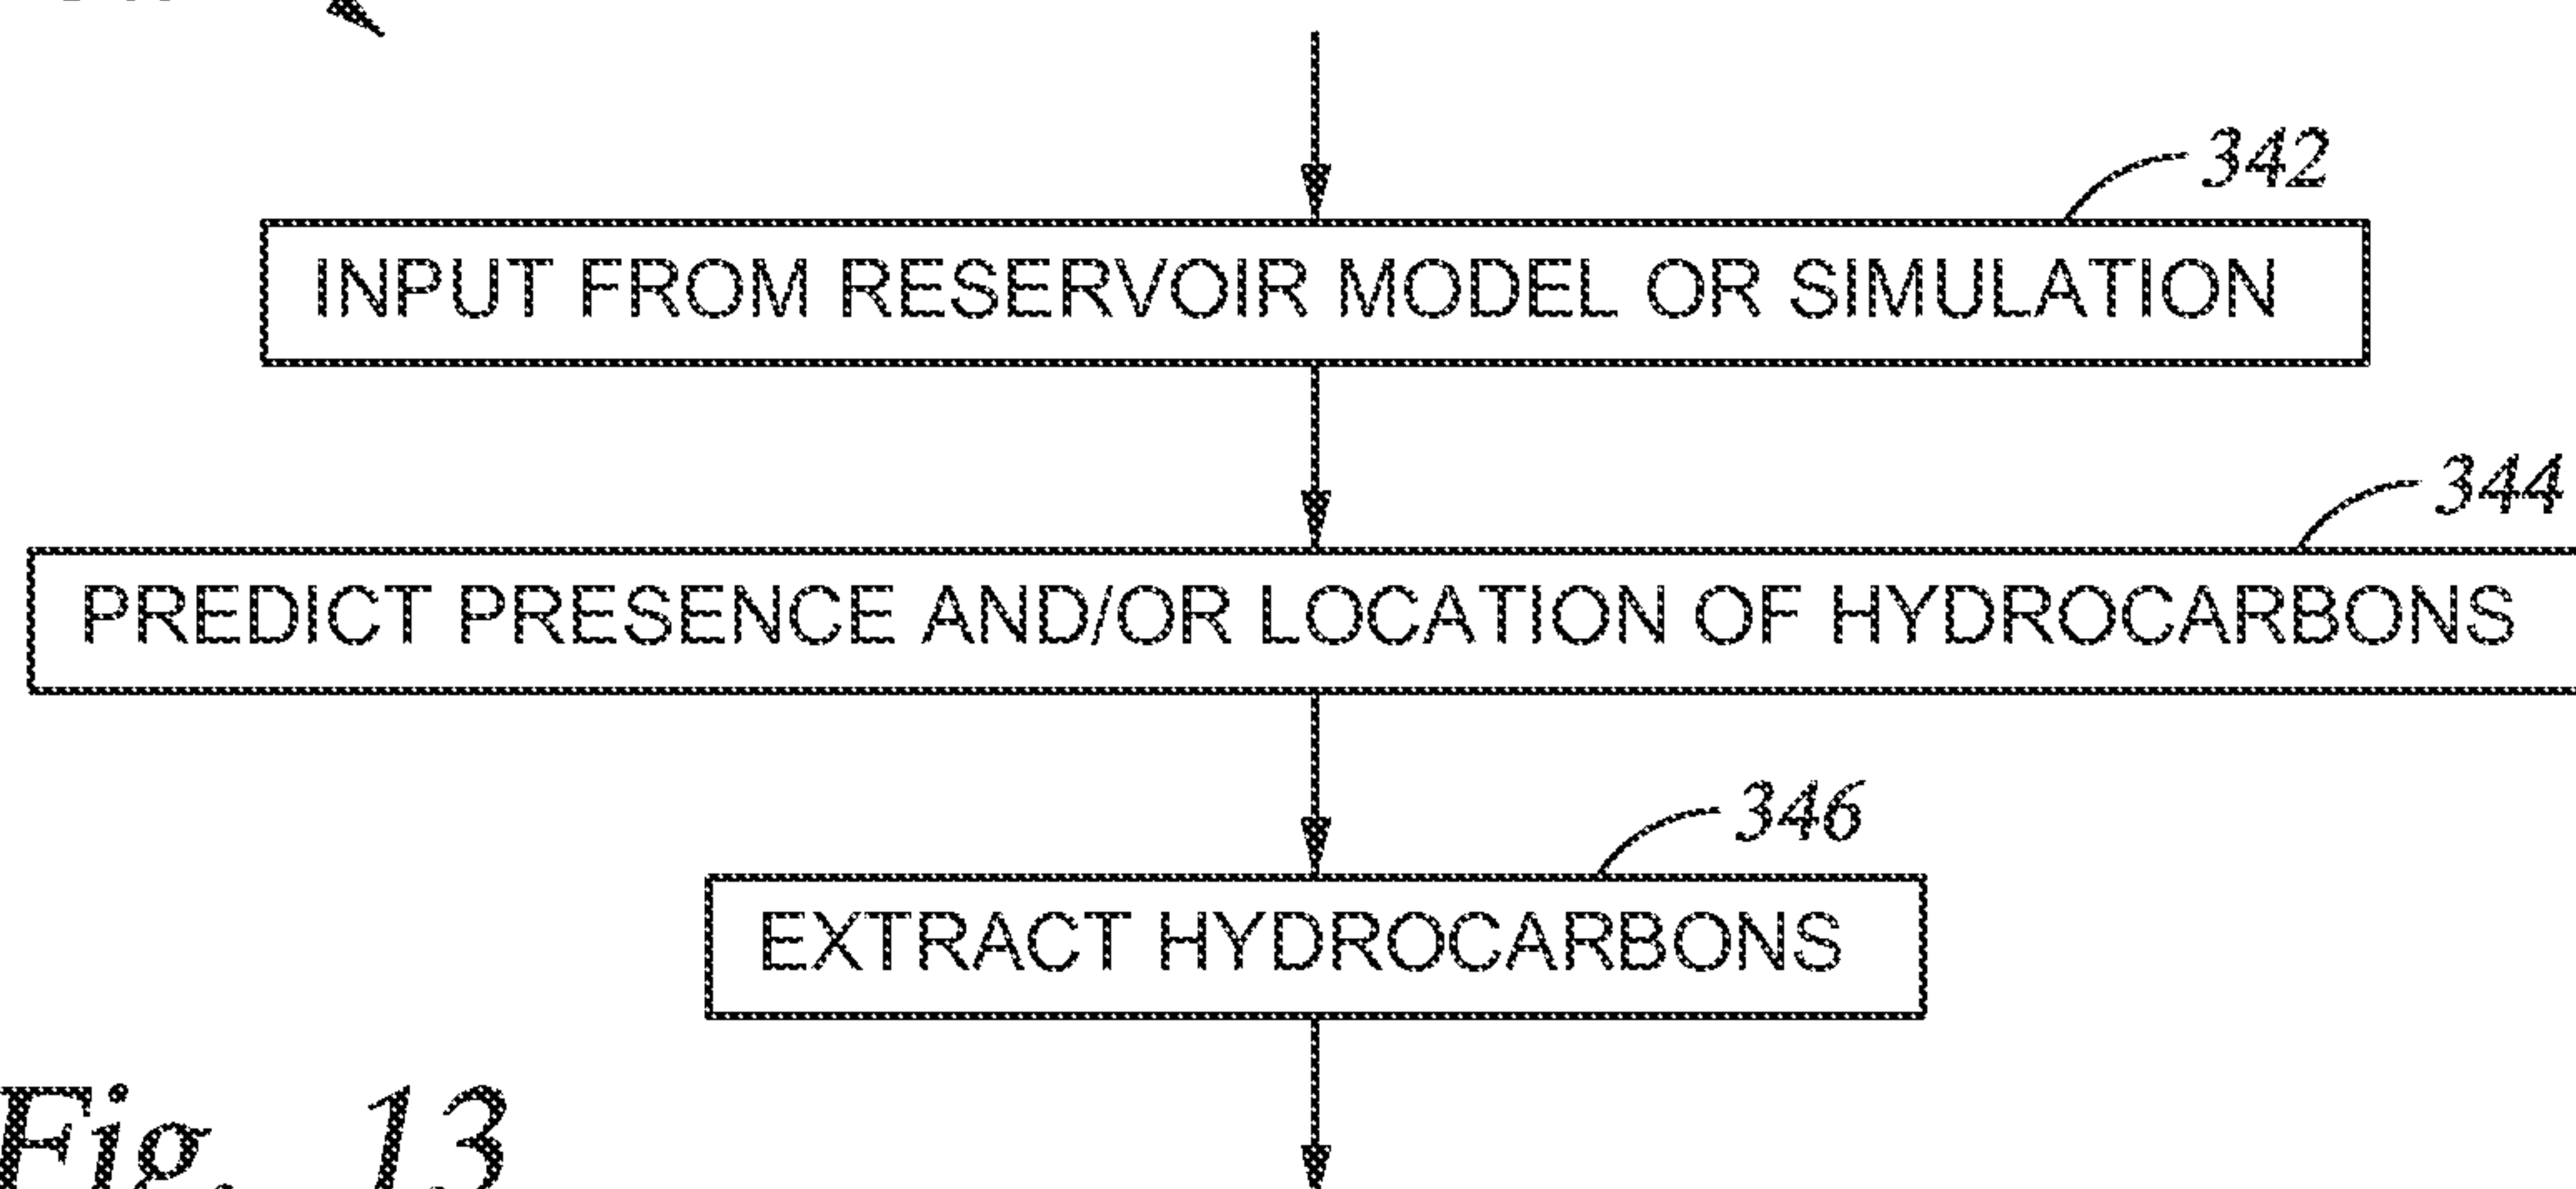 342
INPUT FROM RESERVOIR MODEL OR SIMULATION
344
PREDICT PRESENCE AND/OR LOCATION OF HYDROCARBONS
346
EXTRACT HYDROCARBONS
Fig. 13